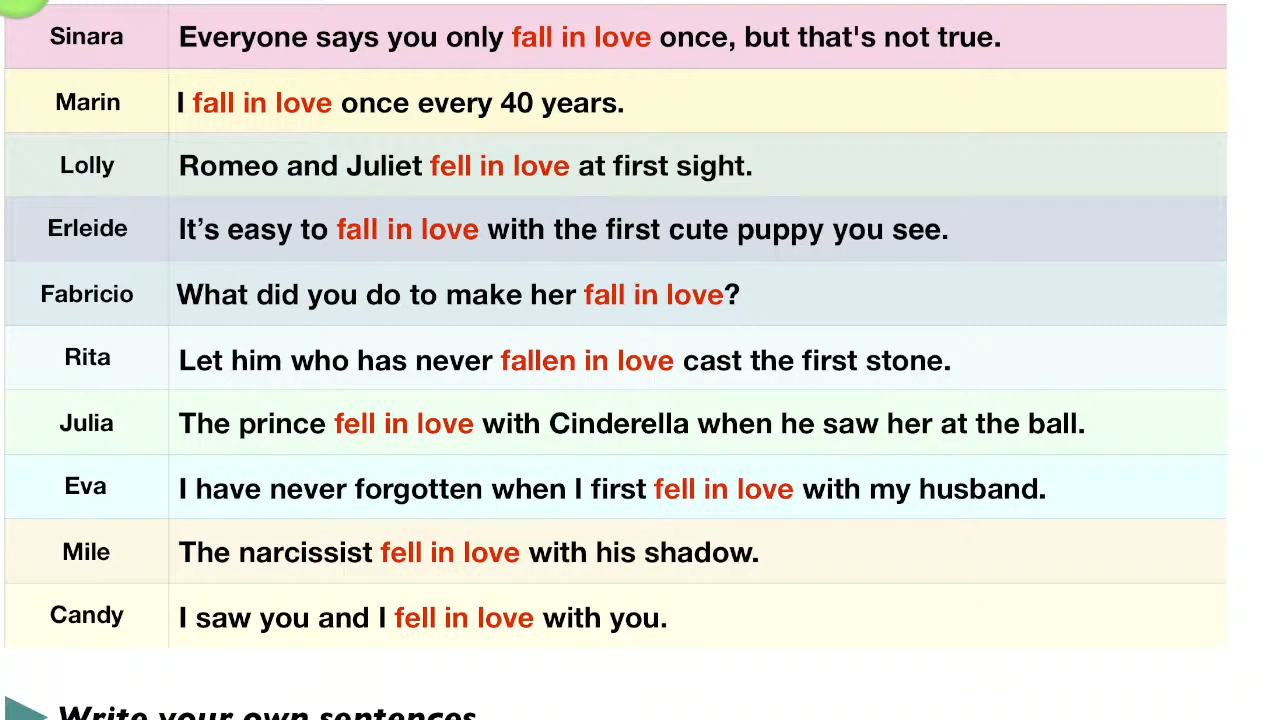 Sinara Everyone says you only fall in love once, but that's not true.
Marin I fall in love once every 40 years.
Lolly Romeo and Juliet fell in love at first sight.
Erleide It’s easy to fall in love with the first cute puppy you see.
Fabricio What did you do to make her fall in love?
Rita Let him who has never fallen in love cast the first stone.
Julia The prince fell in love with Cinderella when he saw her at the ball.
Eva I have never forgotten when I first fell in love with my husband.
Mile The narcissist fell in love with his shadow.
Candy I saw you and I fell in love with you.
Write your own sentences